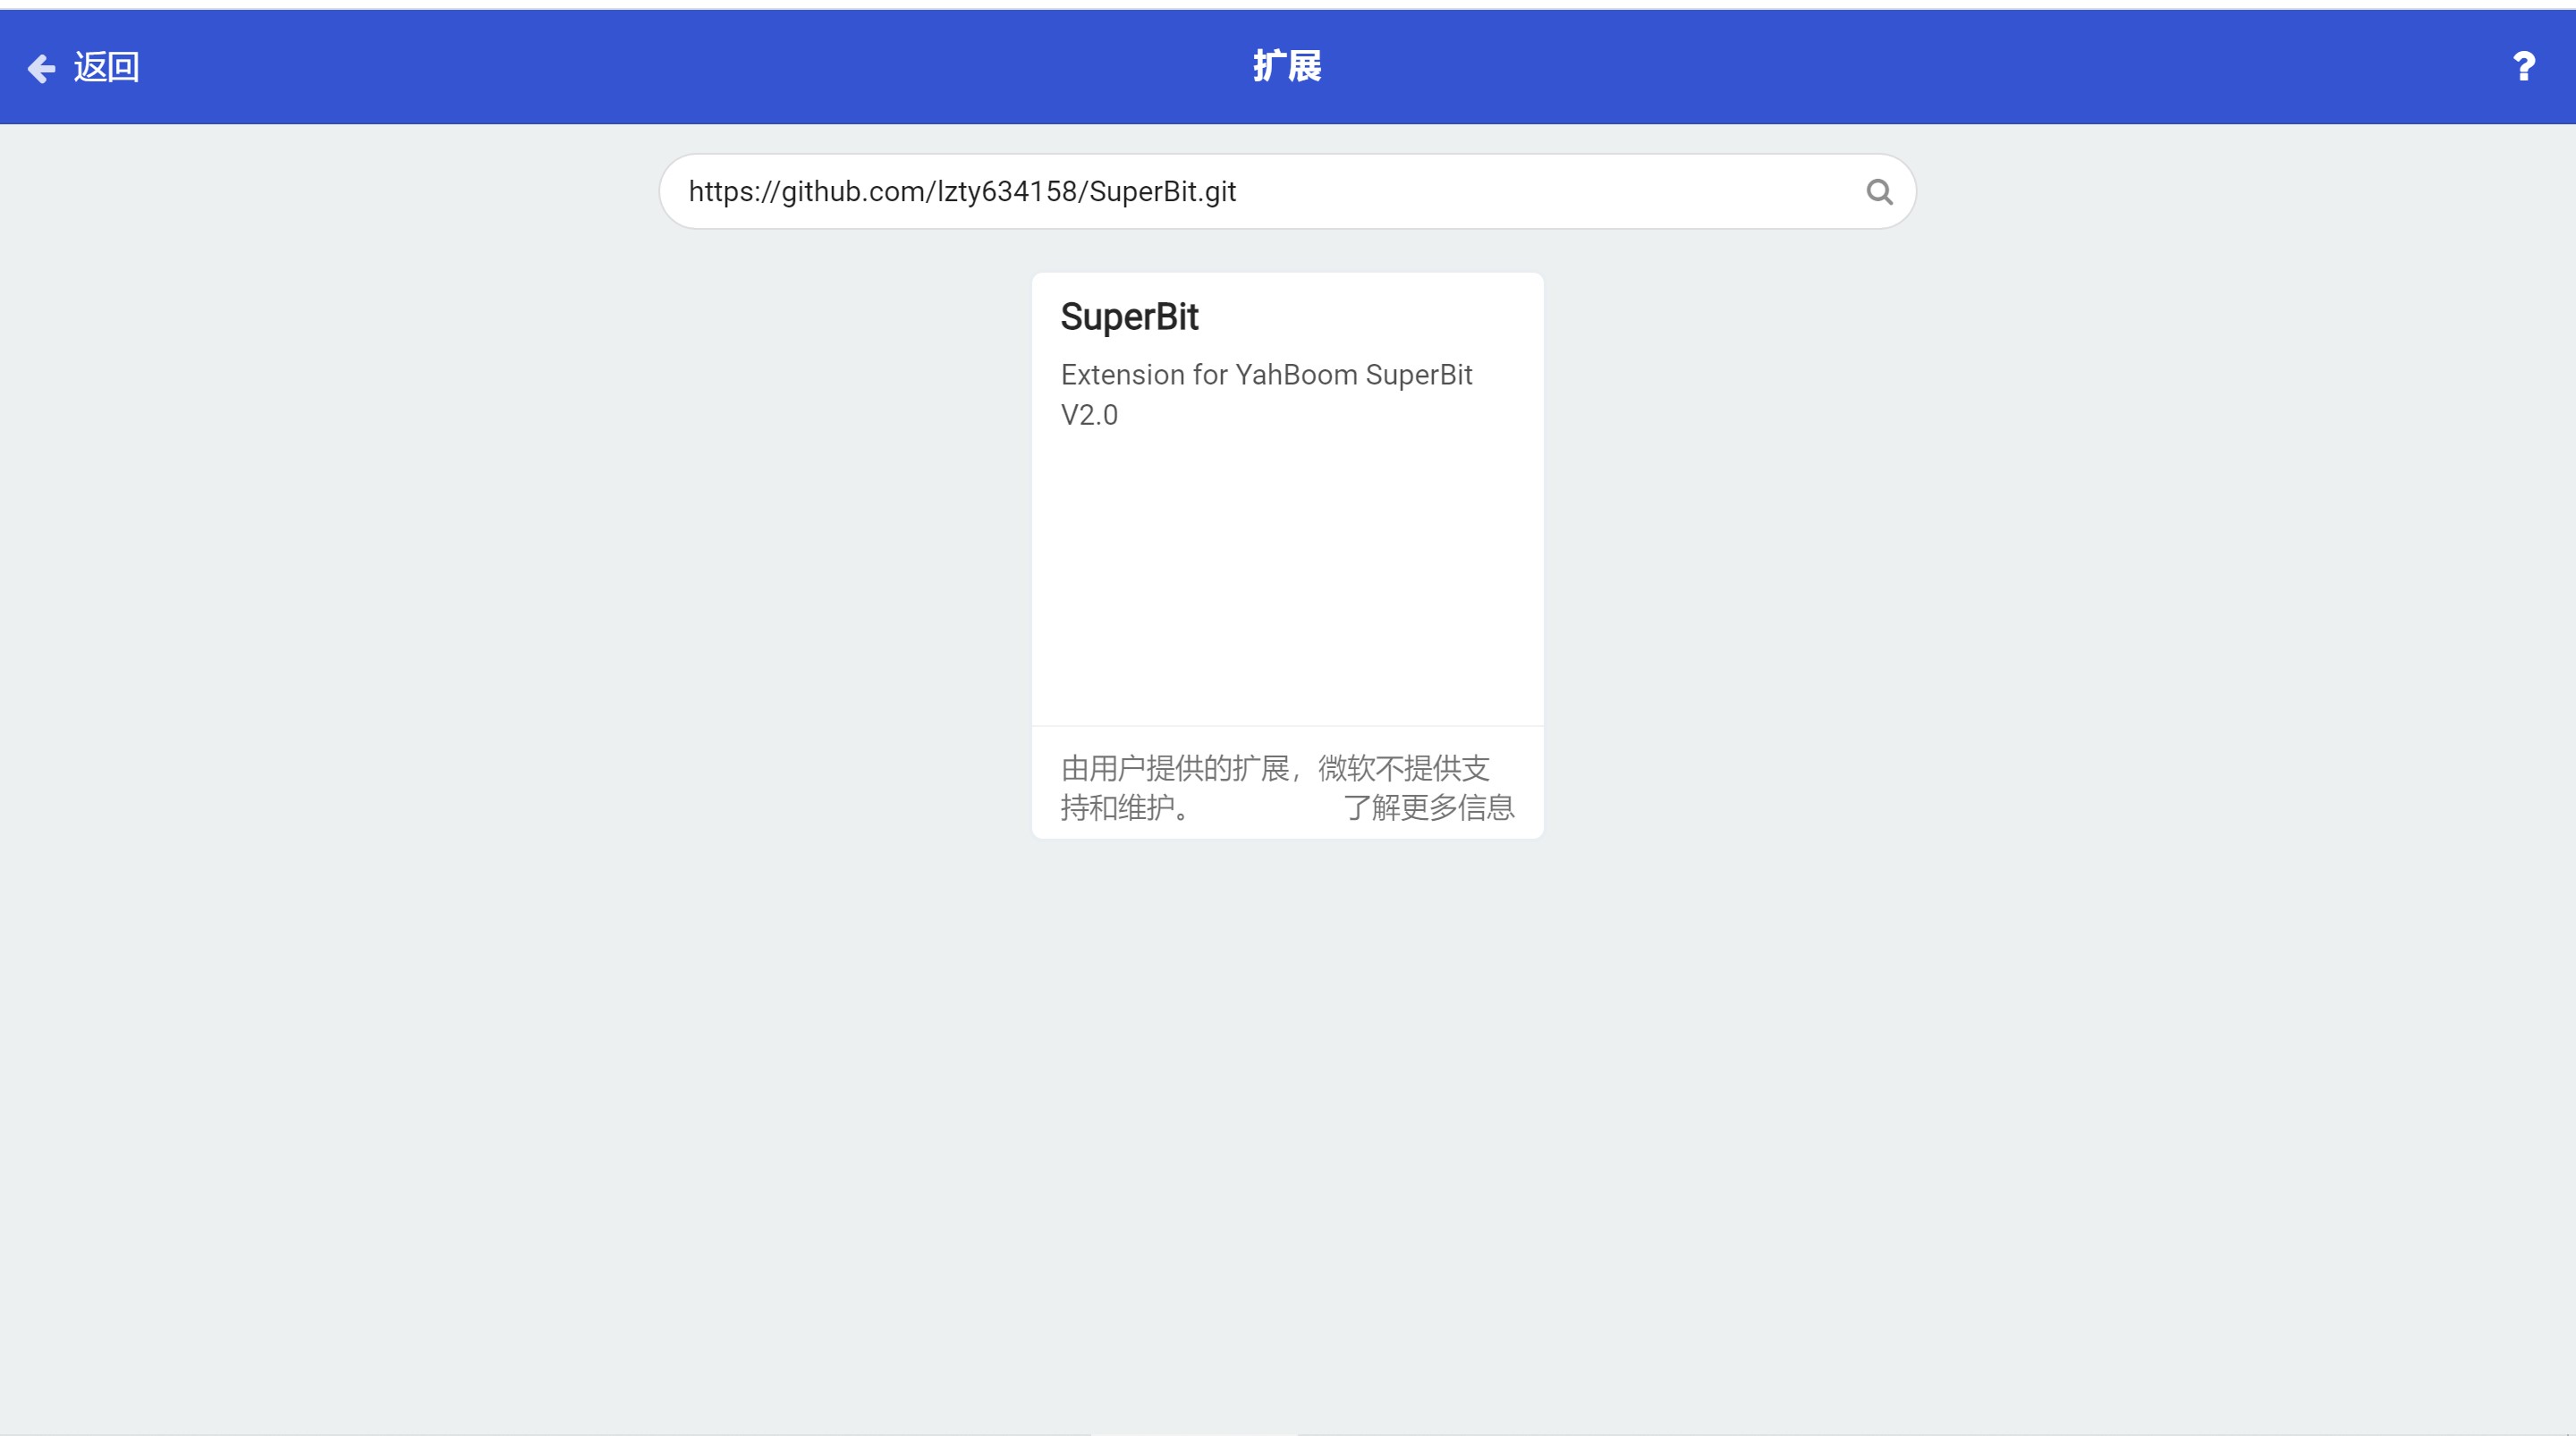 返回
扩展
https://github.com/lzty634158/SuperBit.git
SuperBit
Extension for YahBoom SuperBit
V2.0
由用户提供的扩展，微软不提供支
持和维护。 了解更多信息